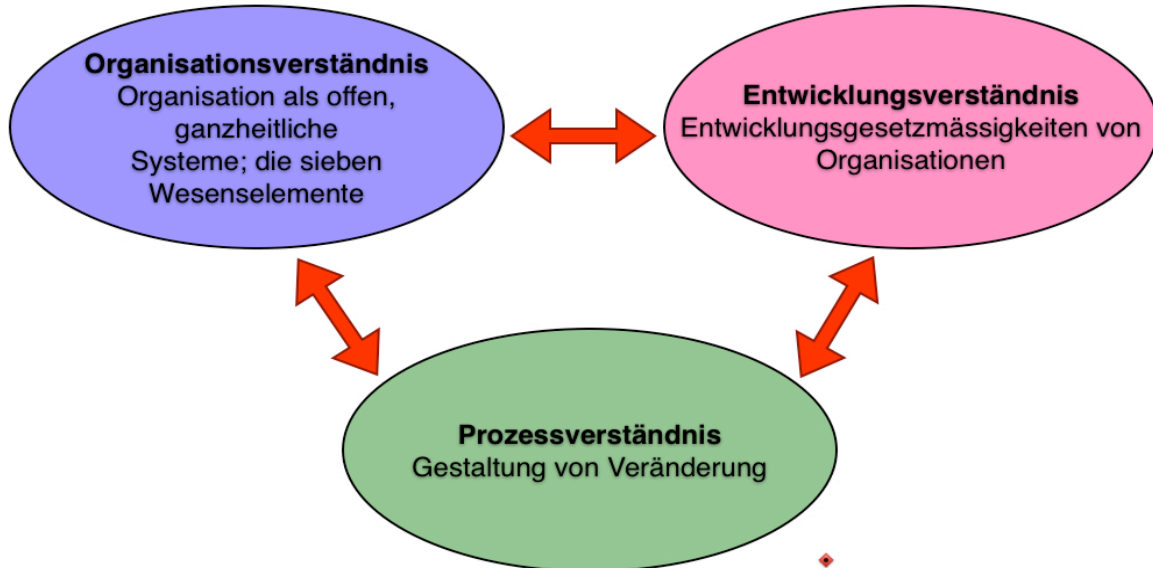 Organisationsverständnis
Organisation als offen,
ganzheitliche
Systeme; die sieben
Wesenselemente
Entwicklungsverständnis
Entwicklungsgesetzmässigkeiten von
Organisationen
Prozessverständnis
Gestaltung von Veränderung